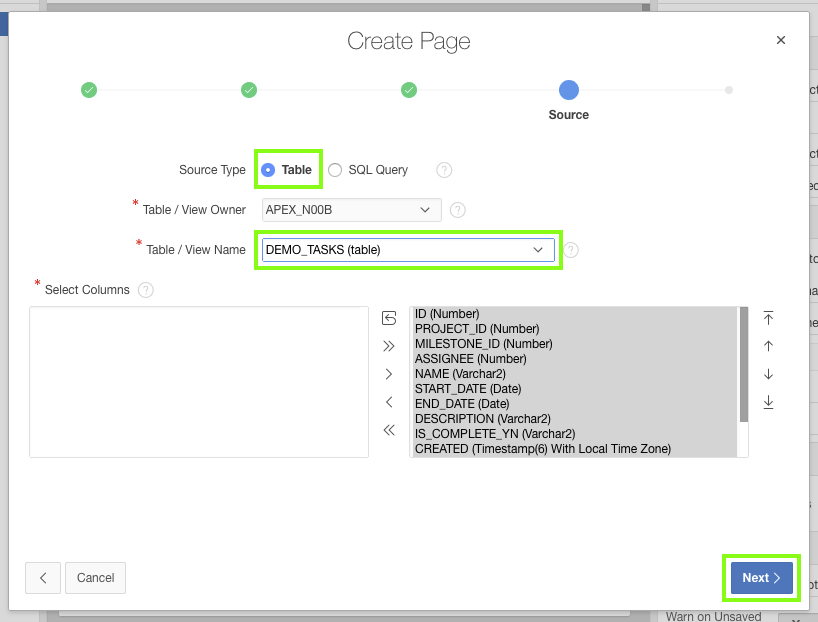 Create Page
Source
Source Type Table SQL Query ?
* Table / View Owner APEX_N00B ?
* Table / View Name DEMO_TASKS (table) ?
* Select Columns ?
ID (Number)
PROJECT_ID (Number)
MILESTONE_ID (Number)
ASSIGNEE (Number)
NAME (Varchar2)
START_DATE (Date)
END_DATE (Date)
DESCRIPTION (Varchar2)
IS_COMPLETE_YN (Varchar2)
CREATED (Timestamp(6) With Local Time Zone)
Cancel
Next
Warn on Unsaved